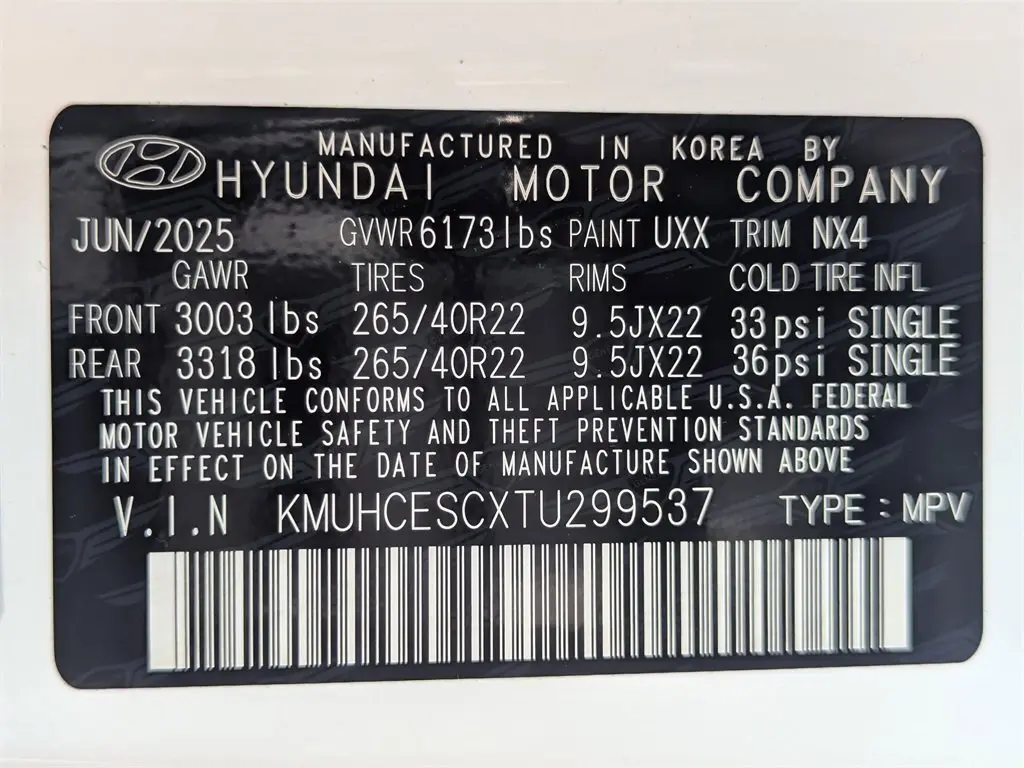 MANUFACTURED IN KOREA BY
HYUNDAI MOTOR COMPANY
JUN/2025 GVWR 6173lbs PAINT UXX TRIM NX4
GAWR TIRES RIMS COLD TIRE INFL
FRONT 3003 lbs 265/40R22 9.5JX22 33psi SINGLE
REAR 3318 lbs 265/40R22 9.5JX22 36psi SINGLE
THIS VEHICLE CONFORMS TO ALL APPLICABLE U.S.A. FEDERAL
MOTOR VEHICLE SAFETY AND THEFT PREVENTION STANDARDS
IN EFFECT ON THE DATE OF MANUFACTURE SHOWN ABOVE
V.I.N KMUHCESCXTU299537 TYPE : MPV